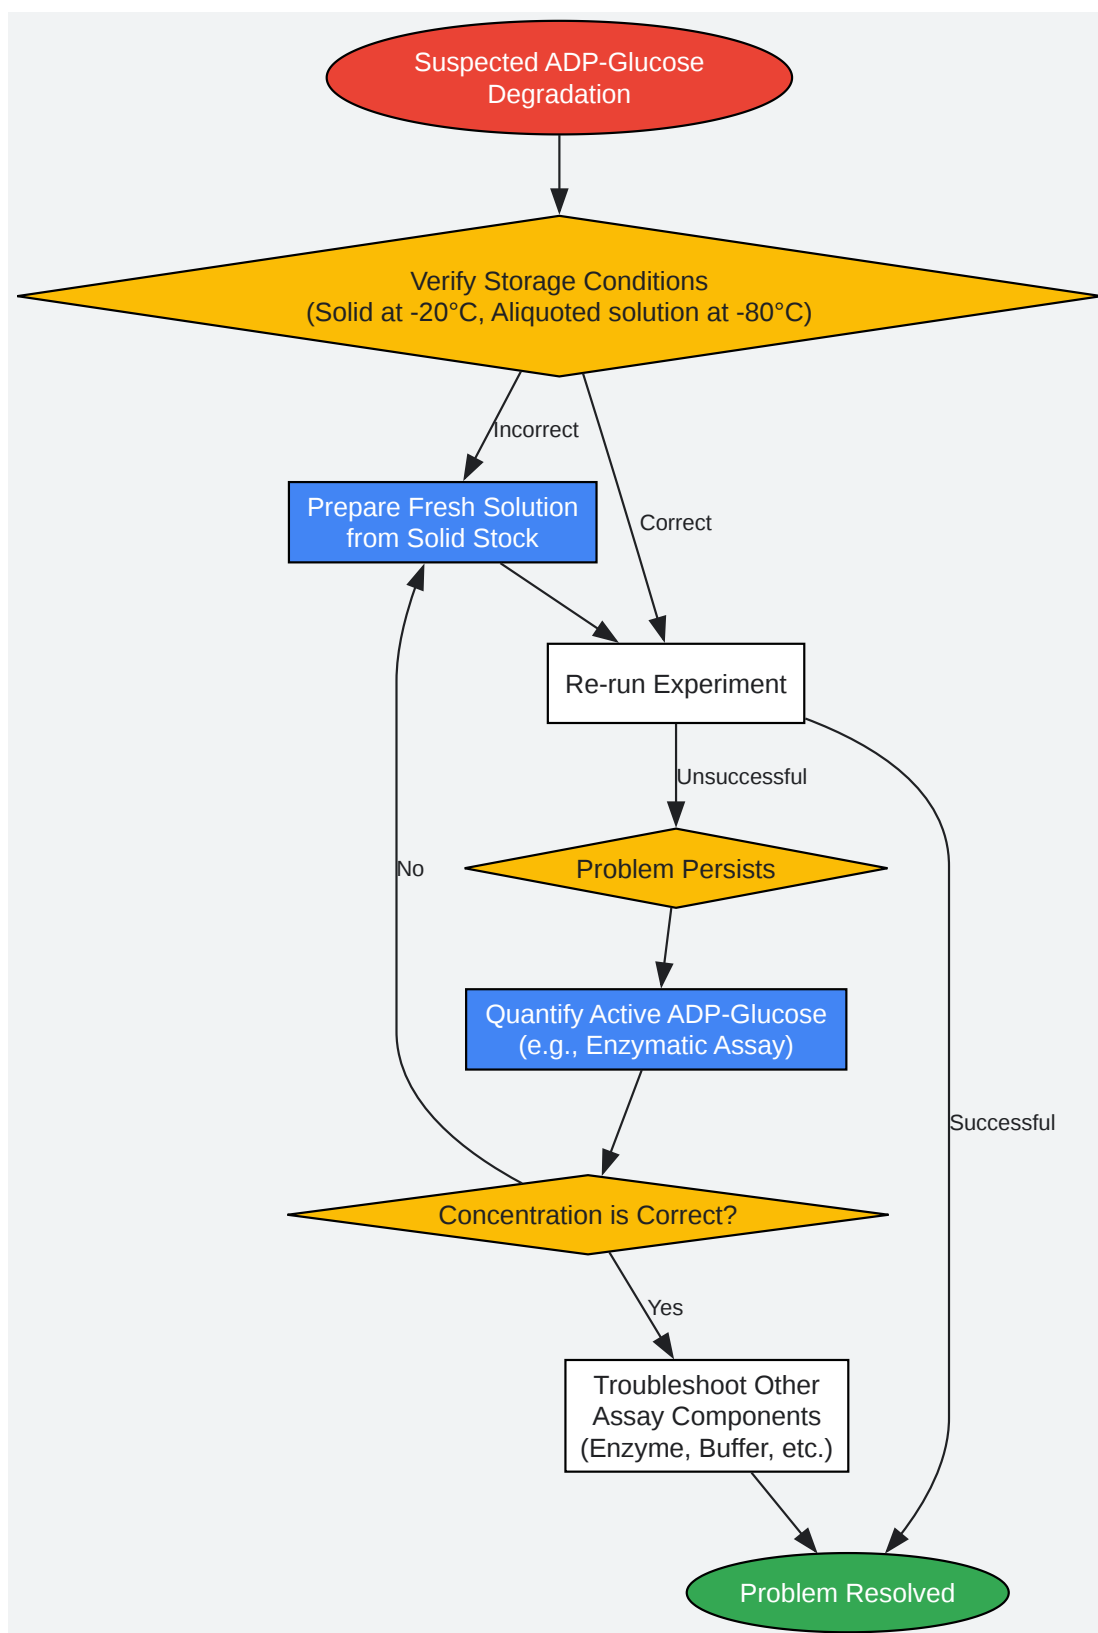 Suspected ADP-Glucose
Degradation
Verify Storage Conditions
(Solid at -20°C, Aliquoted solution at -80°C)
Incorrect
Prepare Fresh Solution
from Solid Stock
Correct
Re-run Experiment
Unsuccessful
Problem Persists
No
Quantify Active ADP-Glucose
(e.g., Enzymatic Assay)
Successful
Concentration is Correct?
Yes
Troubleshoot Other
Assay Components
(Enzyme, Buffer, etc.)
Problem Resolved